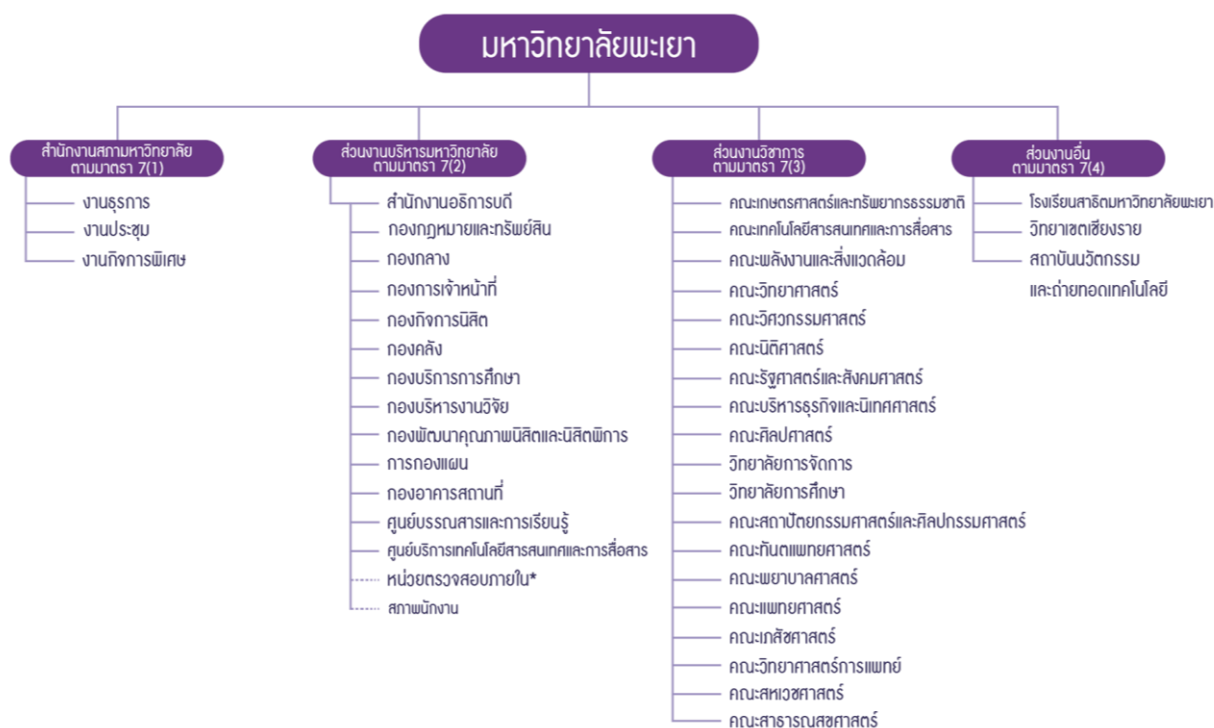 มหาวิทยาลัยพะเยา
สำนักงานสภามหาวิทยาลัย
ตามมาตรา 7(1)
งานธุรการ
งานประชุม
งานกิจการพิเศษ
ส่วนงานบริหารมหาวิทยาลัย
ตามมาตรา 7(2)
สำนักงานอธิการบดี
กองกฎหมายและทรัพย์สิน
กองกลาง
กองการเจ้าหน้าที่
กองกิจการนิสิต
กองคลัง
กองบริการการศึกษา
กองบริหารงานวิจัย
กองพัฒนาคุณภาพนิสิตและนิสิตพิการ
การกองแผน
กองอาคารสถานที่
ศูนย์บรรณสารและการเรียนรู้
ศูนย์บริการเทคโนโลยีสารสนเทศและการสื่อสาร
หน่วยตรวจสอบภายใน*
สภาพนักงาน
ส่วนงานวิชาการ
ตามมาตรา 7(3)
คณะเกษตรศาสตร์และทรัพยากรธรรมชาติ
คณะเทคโนโลยีสารสนเทศและการสื่อสาร
คณะพลังงานและสิ่งแวดล้อม
คณะวิทยาศาสตร์
คณะวิศวกรรมศาสตร์
คณะนิติศาสตร์
คณะรัฐศาสตร์และสังคมศาสตร์
คณะบริหารธุรกิจและนิเทศศาสตร์
คณะศิลปศาสตร์
วิทยาลัยการจัดการ
วิทยาลัยการศึกษา
คณะสถาปัตยกรรมศาสตร์และศิลปกรรมศาสตร์
คณะทันตแพทยศาสตร์
คณะพยาบาลศาสตร์
คณะแพทยศาสตร์
คณะเภสัชศาสตร์
คณะวิทยาศาสตร์การแพทย์
คณะสหเวชศาสตร์
คณะสาธารณสุขศาสตร์
ส่วนงานอื่น
ตามมาตรา 7(4)
โรงเรียนสาธิตมหาวิทยาลัยพะเยา
วิทยาเขตเชียงราย
สถาบันนวัตกรรม
และถ่ายทอดเทคโนโลยี